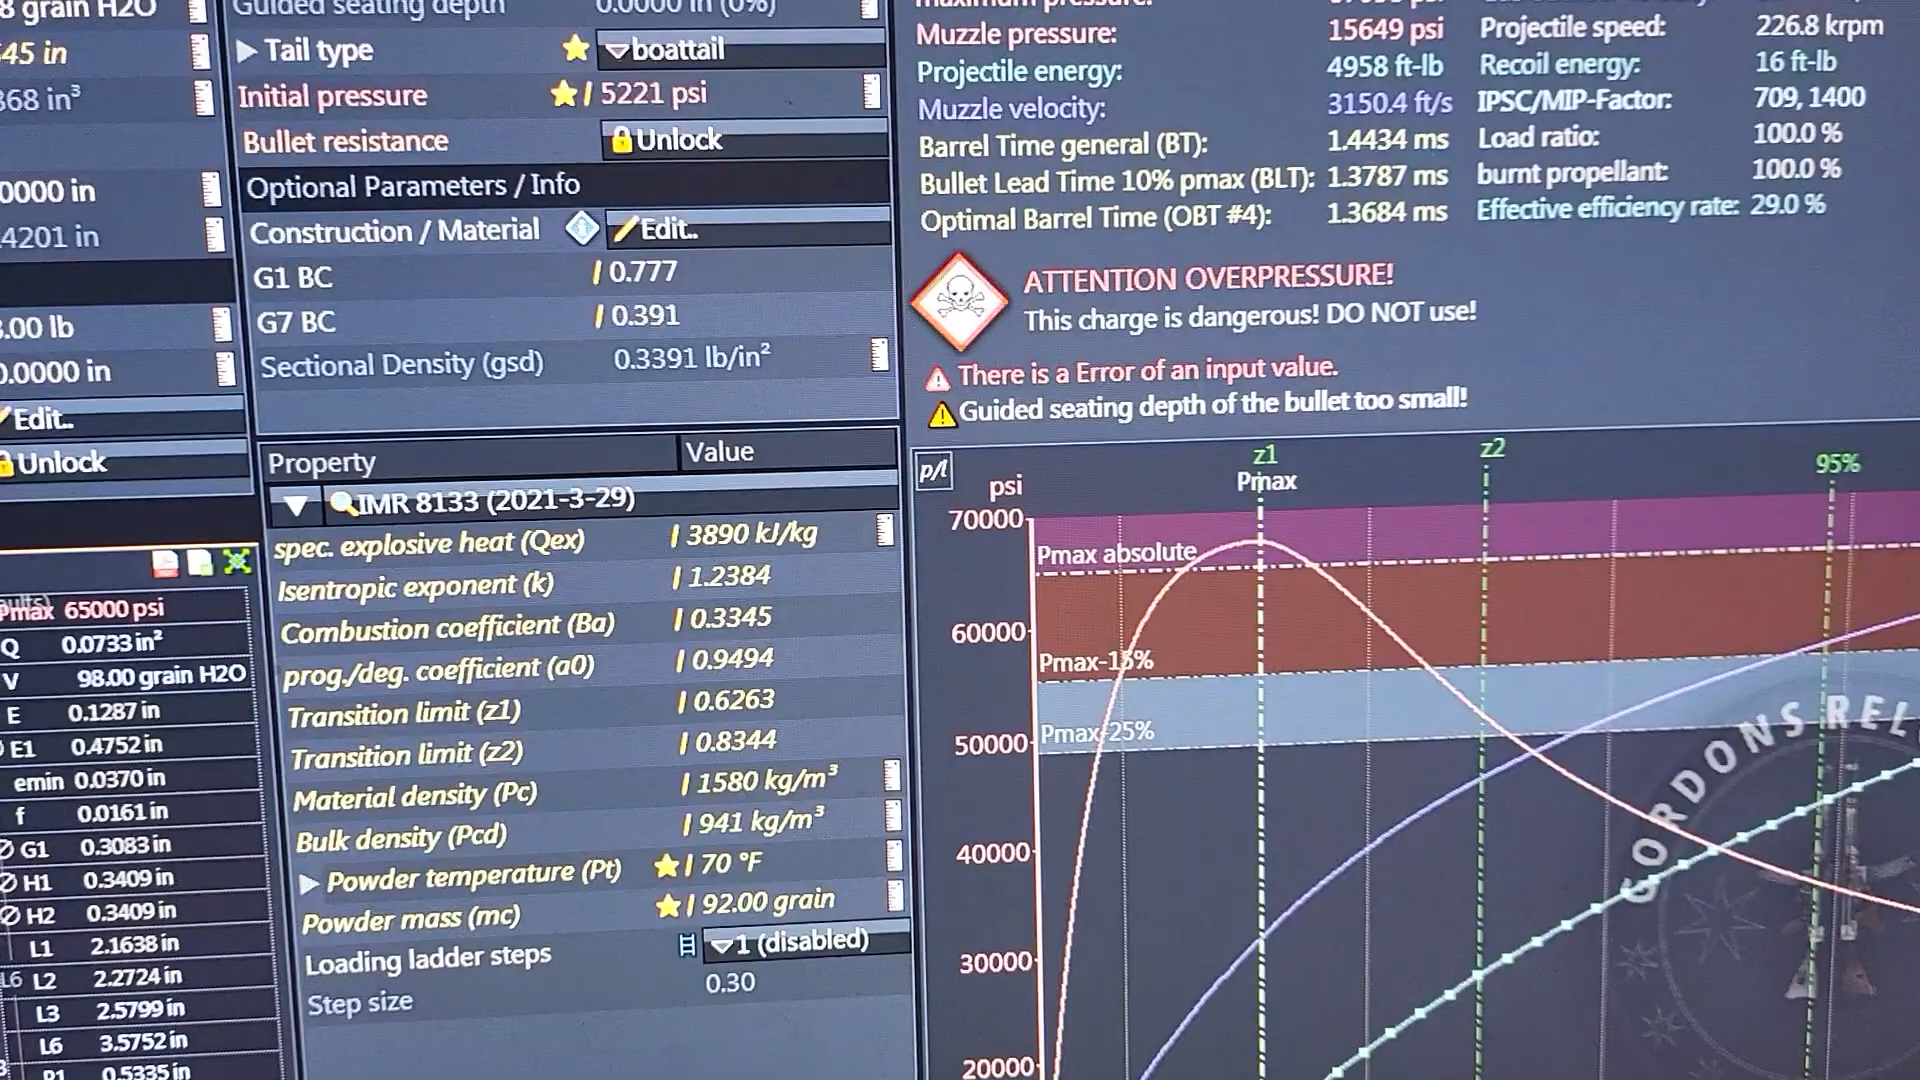 8 grain H2O
45 in
368 in³
0000 in
4201 in
.00 lb
0.0000 in
Edit..
Unlock
Pmax 65000 psi
Q 0.0733 in²
V 98.00 grain H2O
E 0.1287 in
E1 0.4752 in
emin 0.0370 in
f 0.0161 in
Ø G1 0.3083 in
Ø H1 0.3409 in
Ø H2 0.3409 in
L1 2.1638 in
L6 L2 2.2724 in
L3 2.5799 in
L6 3.5752 in
P1 0.5335 in
Guided seating depth 0.0000 in (0%)
Tail type boattail
Initial pressure 5221 psi
Bullet resistance Unlock
Optional Parameters / Info
Construction / Material Edit..
G1 BC 0.777
G7 BC 0.391
Sectional Density (gsd) 0.3391 lb/in²
Property Value
IMR 8133 (2021-3-29)
spec. explosive heat (Qex) 3890 kJ/kg
Isentropic exponent (k) 1.2384
Combustion coefficient (Ba) 0.3345
prog./deg. coefficient (a0) 0.9494
Transition limit (z1) 0.6263
Transition limit (z2) 0.8344
Material density (Pc) 1580 kg/m³
Bulk density (Pcd) 941 kg/m³
Powder temperature (Pt) 70 °F
Powder mass (mc) 92.00 grain
Loading ladder steps 1 (disabled)
Step size 0.30
maximum pressure:
Muzzle pressure: 15649 psi Projectile speed: 226.8 krpm
Projectile energy: 4958 ft-lb Recoil energy: 16 ft-lb
Muzzle velocity: 3150.4 ft/s IPSC/MIP-Factor: 709, 1400
Barrel Time general (BT): 1.4434 ms Load ratio: 100.0 %
Bullet Lead Time 10% pmax (BLT): 1.3787 ms burnt propellant: 100.0 %
Optimal Barrel Time (OBT #4): 1.3684 ms Effective efficiency rate: 29.0 %
ATTENTION OVERPRESSURE!
This charge is dangerous! DO NOT use!
There is a Error of an input value.
Guided seating depth of the bullet too small!
p/l psi z1 z2 95%
Pmax
70000
Pmax absolute
60000
Pmax-15%
50000
Pmax-25%
40000
30000
20000
GORDONS REL